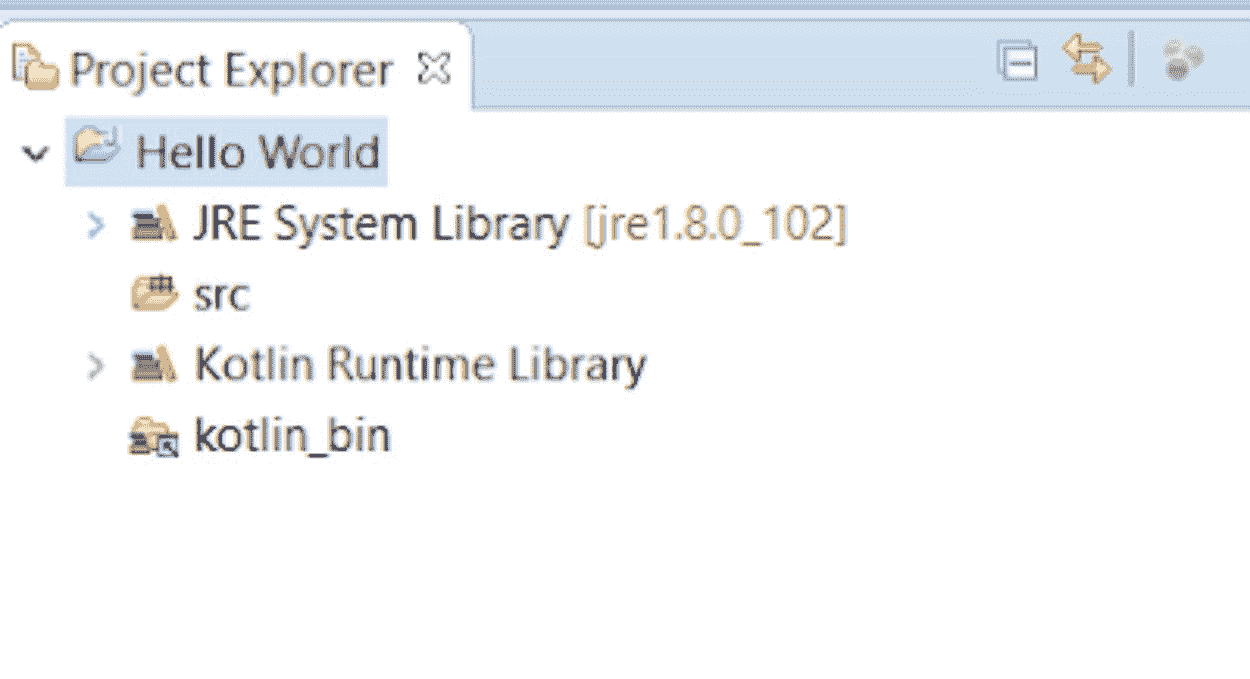 Project Explorer
Hello World
JRE System Library [jre1.8.0_102]
src
Kotlin Runtime Library
kotlin_bin